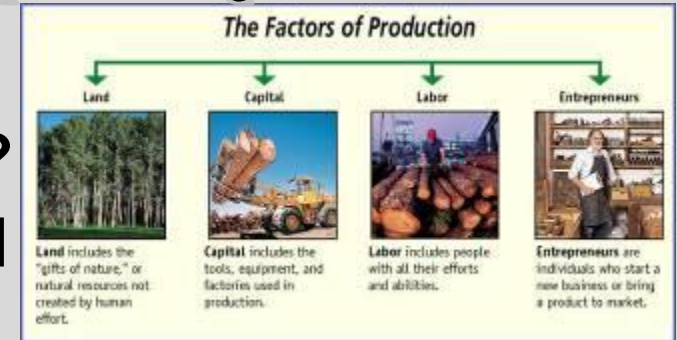 The Factors of Production
Land
Capital
Labor
Entrepreneurs
Land includes the
"gifts of nature," or
natural resources not
created by human
effort.
Capital includes the
tools, equipment, and
factories used in
production.
Labor includes people
with all their efforts
and abilities.
Entrepreneurs are
individuals who start a
new business or bring
a product to market.
?